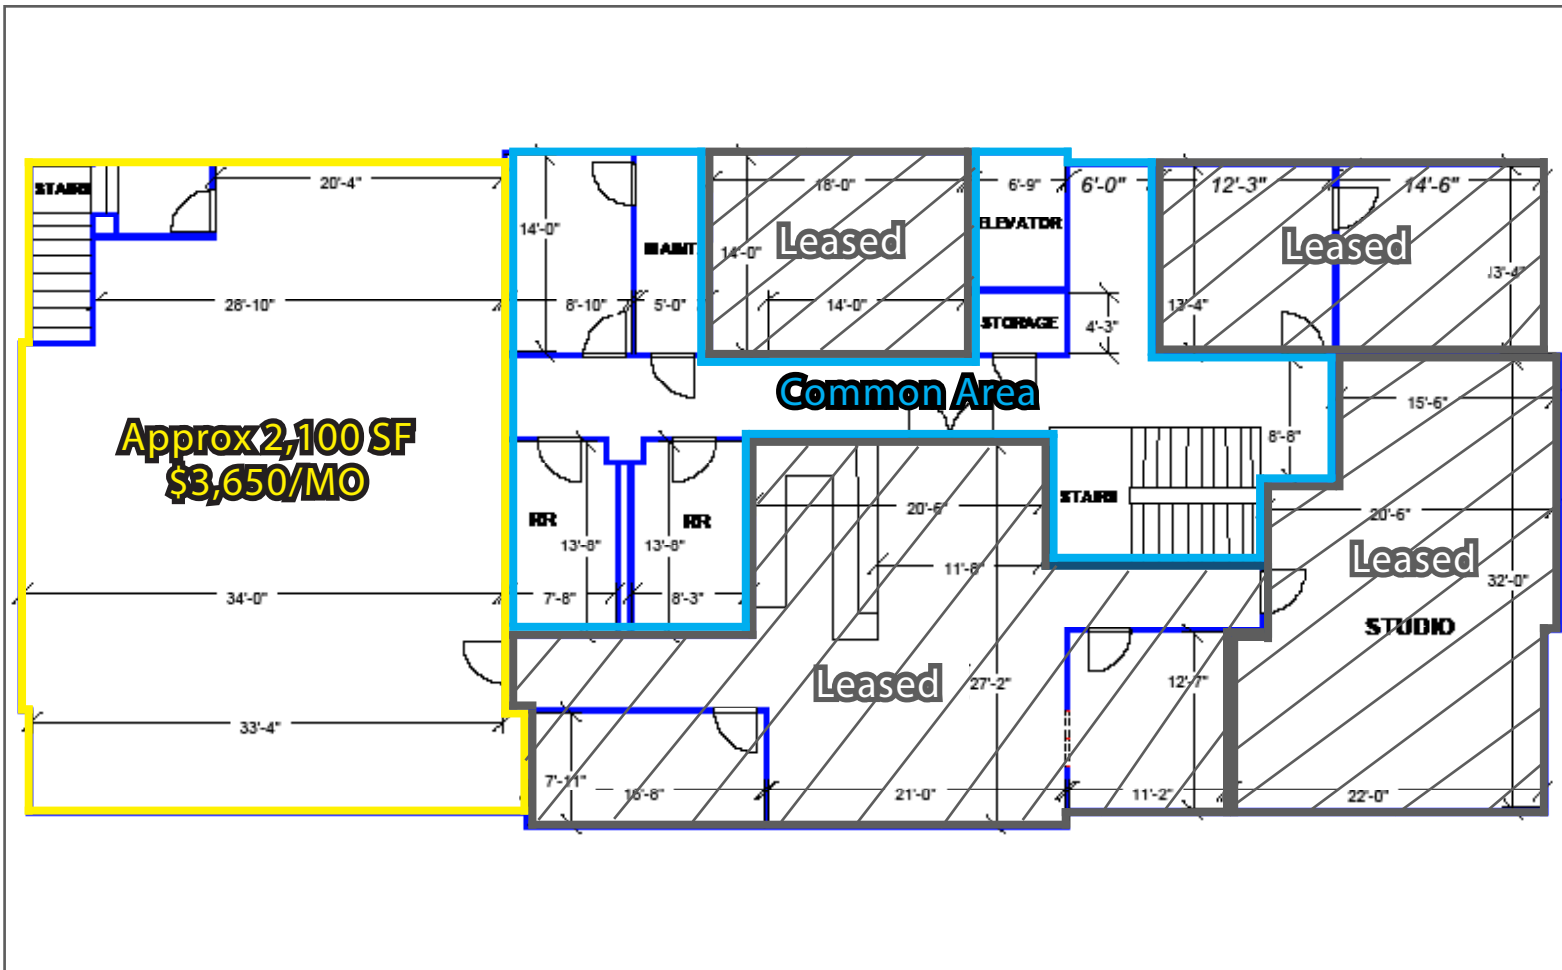 STAIRS
20'-4"
28'-10"
Approx 2,100 SF
$3,650/MO
34'-0"
33'-4"
14'-0"
MAINT
8'-10"
5'-0"
18'-0"
Leased
14'-0"
14'-0"
6'-9"
6'-0"
ELEVATOR
STORAGE
4'-3"
12'-3"
14'-6"
Leased
13'-4"
13'-4"
Common Area
8'-8"
15'-6"
RR
RR
13'-8"
13'-8"
7'-8"
8'-3"
20'-6"
11'-8"
STAIRS
20'-6"
Leased
32'-0"
STUDIO
Leased
27'-2"
12'-7"
7'-11"
21'-0"
11'-2"
22'-0"